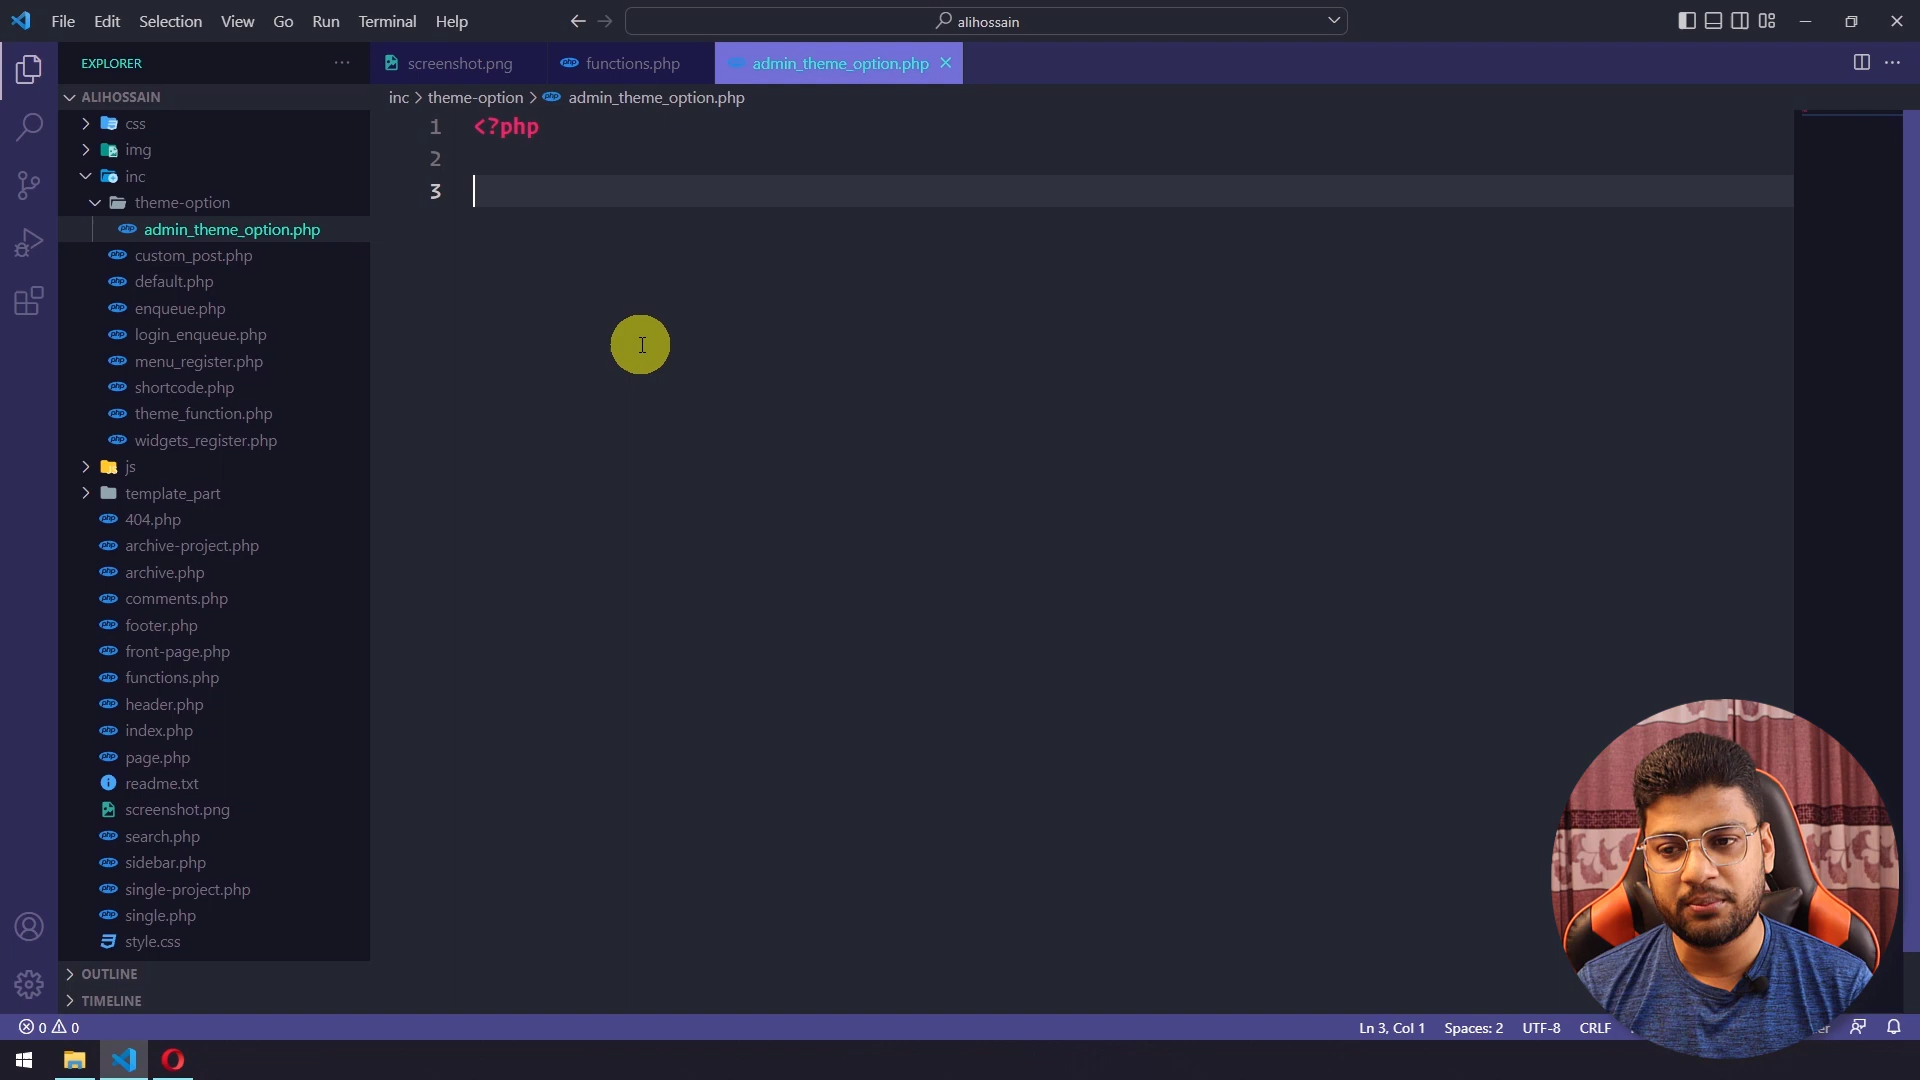 File Edit Selection View Go Run Terminal Help
alihossain
EXPLORER
screenshot.png
functions.php
admin_theme_option.php
ALIHOSSAIN
inc > theme-option > admin_theme_option.php
css
img
inc
theme-option
admin_theme_option.php
custom_post.php
default.php
enqueue.php
login_enqueue.php
menu_register.php
shortcode.php
theme_function.php
widgets_register.php
js
template_part
404.php
archive-project.php
archive.php
comments.php
footer.php
front-page.php
functions.php
header.php
index.php
page.php
readme.txt
screenshot.png
search.php
sidebar.php
single-project.php
single.php
style.css
OUTLINE
TIMELINE
1 <?php
2
3
0 0
Ln 3, Col 1 Spaces: 2 UTF-8 CRLF